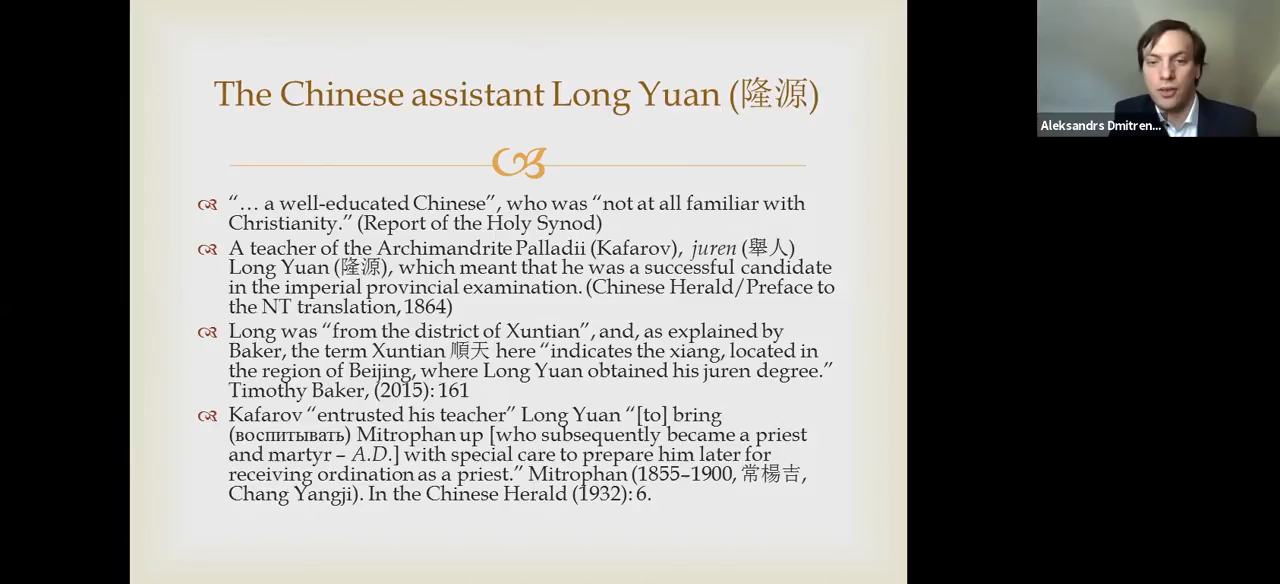 The Chinese assistant Long Yuan (隆源)
“… a well-educated Chinese”, who was “not at all familiar with
Christianity.” (Report of the Holy Synod)
A teacher of the Archimandrite Palladii (Kafarov), juren (舉人)
Long Yuan (隆源), which meant that he was a successful candidate
in the imperial provincial examination. (Chinese Herald/Preface to
the NT translation, 1864)
Long was “from the district of Xuntian”, and, as explained by
Baker, the term Xuntian 順天 here “indicates the xiang, located in
the region of Beijing, where Long Yuan obtained his juren degree.”
Timothy Baker, (2015): 161
Kafarov “entrusted his teacher” Long Yuan “[to] bring
(воспитывать) Mitrophan up [who subsequently became a priest
and martyr – A.D.] with special care to prepare him later for
receiving ordination as a priest.” Mitrophan (1855–1900, 常楊吉,
Chang Yangji). In the Chinese Herald (1932): 6.
Aleksandrs Dmitren...